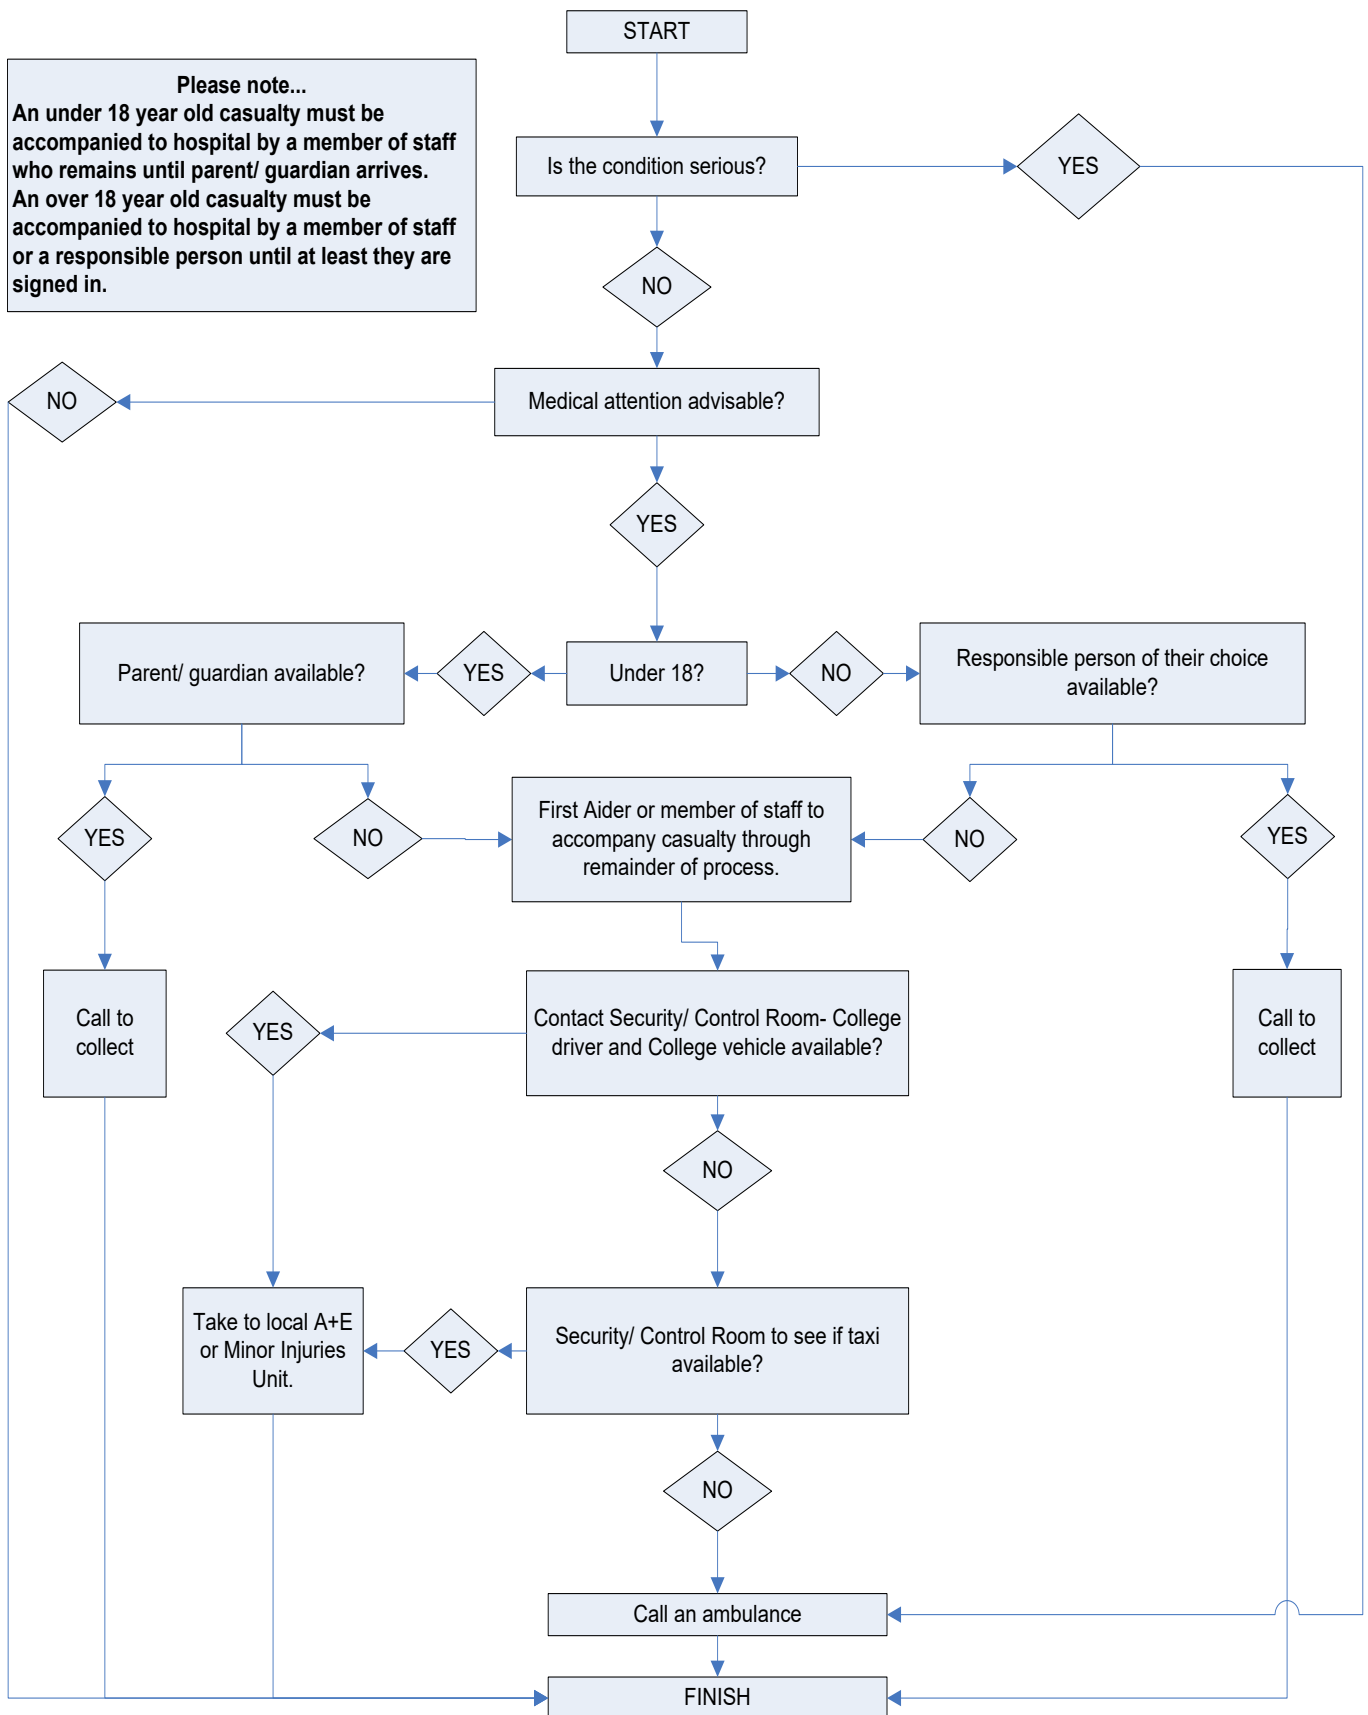 START
Please note...
An under 18 year old casualty must be
accompanied to hospital by a member of staff
who remains until parent/ guardian arrives.
An over 18 year old casualty must be
accompanied to hospital by a member of staff
or a responsible person until at least they are
signed in.
Is the condition serious?
YES
NO
Medical attention advisable?
NO
YES
Parent/ guardian available?
YES
Under 18?
NO
Responsible person of their choice
available?
YES
NO
First Aider or member of staff to
accompany casualty through
remainder of process.
NO
YES
Call to
collect
YES
Contact Security/ Control Room- College
driver and College vehicle available?
Call to
collect
NO
Take to local A+E
or Minor Injuries
Unit.
YES
Security/ Control Room to see if taxi
available?
NO
Call an ambulance
FINISH